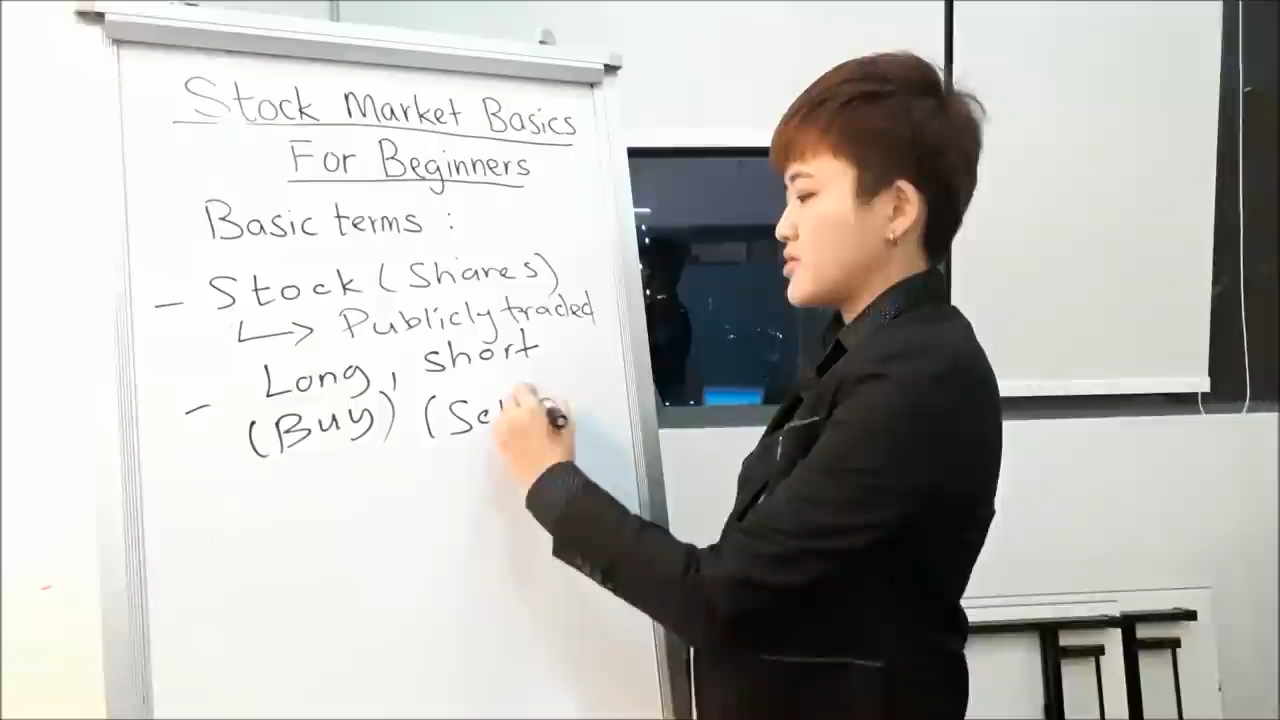 Stock Market Basics
For Beginners
Basic terms :
- Stock (Shares)
↳ Publicly traded
- Long, short
(Buy) (Se